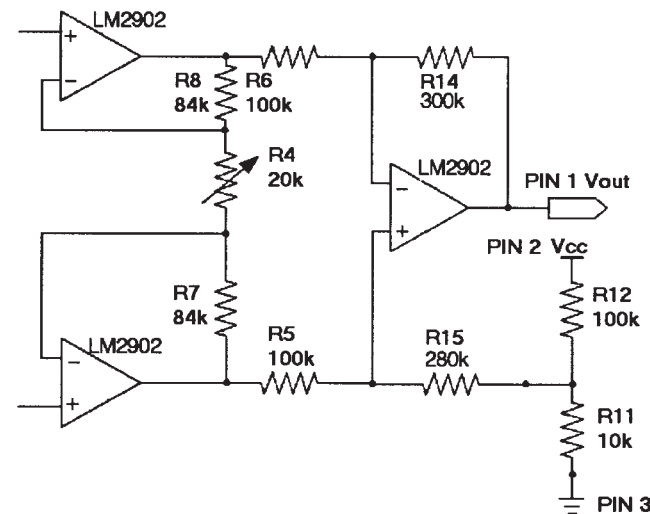 LM2902
+
−
R8
84k
R6
100k
R14
300k
R4
20k
LM2902
−
+
PIN 1 Vout
PIN 2 Vcc
R7
84k
R12
100k
LM2902
−
+
R5
100k
R15
280k
R11
10k
PIN 3